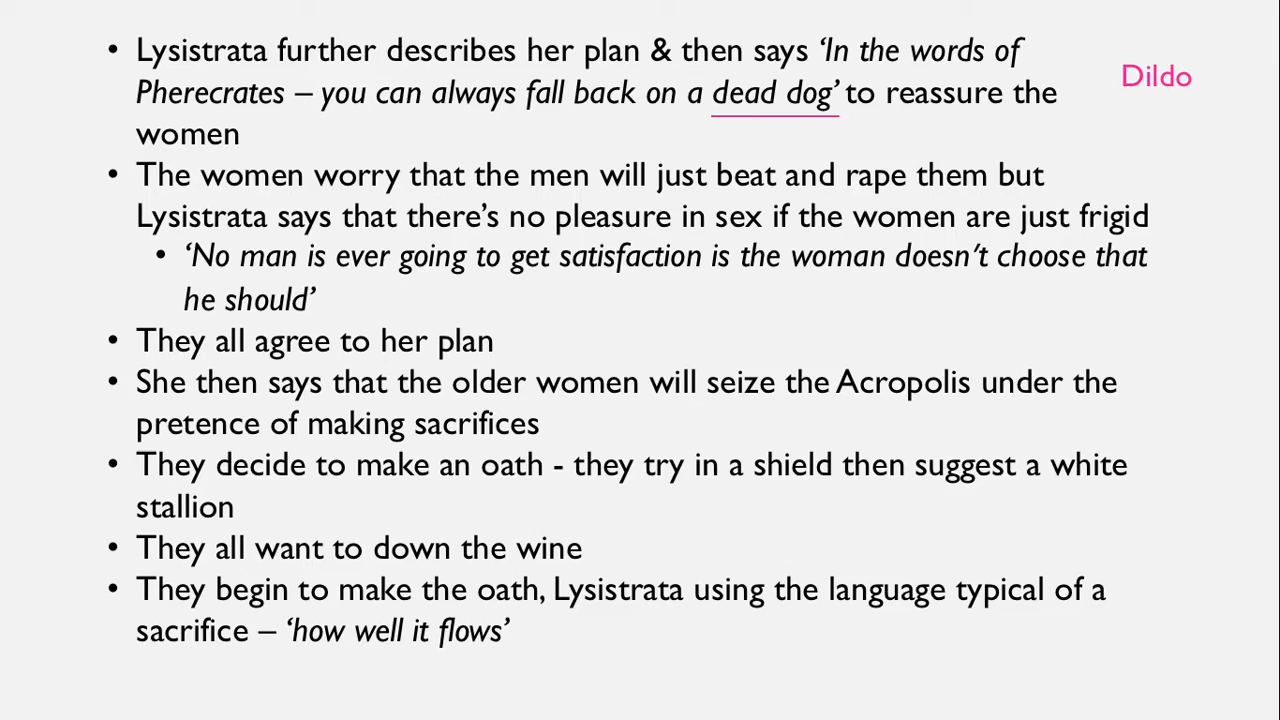 • Lysistrata further describes her plan & then says ‘In the words of
Dildo
Pherecrates – you can always fall back on a dead dog’ to reassure the
women
• The women worry that the men will just beat and rape them but
Lysistrata says that there’s no pleasure in sex if the women are just frigid
• ‘No man is ever going to get satisfaction is the woman doesn’t choose that
he should’
• They all agree to her plan
• She then says that the older women will seize the Acropolis under the
pretence of making sacrifices
• They decide to make an oath - they try in a shield then suggest a white
stallion
• They all want to down the wine
• They begin to make the oath, Lysistrata using the language typical of a
sacrifice – ‘how well it flows’